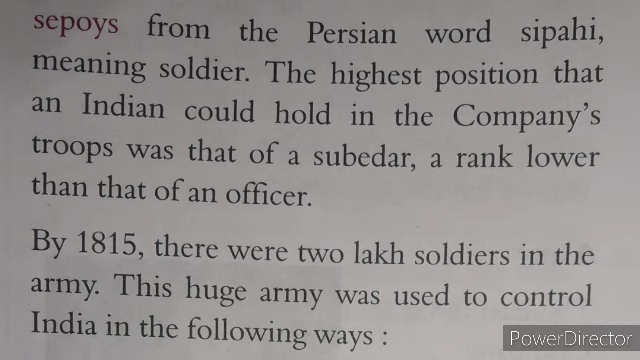 sepoys from the Persian word sipahi,
meaning soldier. The highest position that
an Indian could hold in the Company's
troops was that of a subedar, a rank lower
than that of an officer.
By 1815, there were two lakh soldiers in the
army. This huge army was used to control
India in the following ways :
PowerDirector